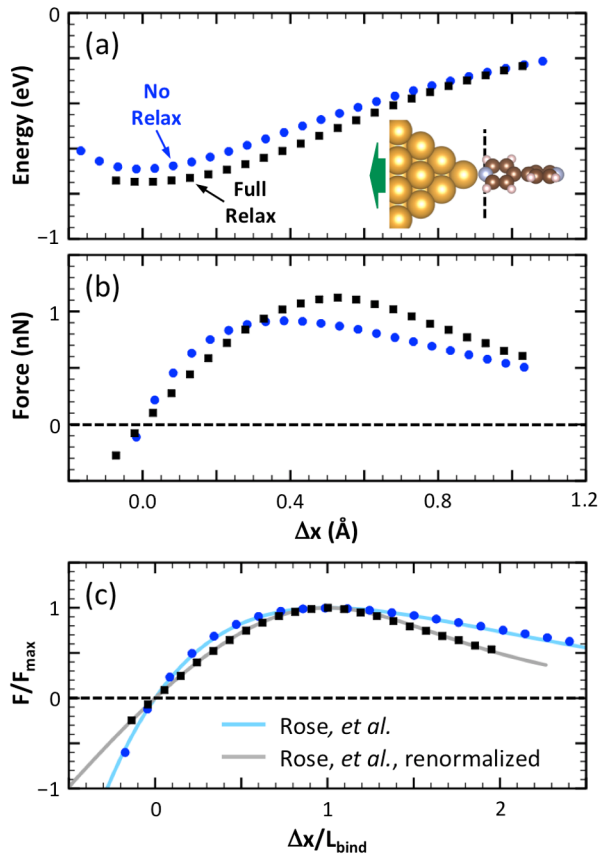 (a)
Energy (eV)
0
−1
No
Relax
Full
Relax
(b)
Force (nN)
1
0
0.0
0.4
0.8
1.2
Δx (Å)
(c)
F/Fmax
1
0
−1
Rose, et al.
Rose, et al., renormalized
0
1
2
Δx/Lbind